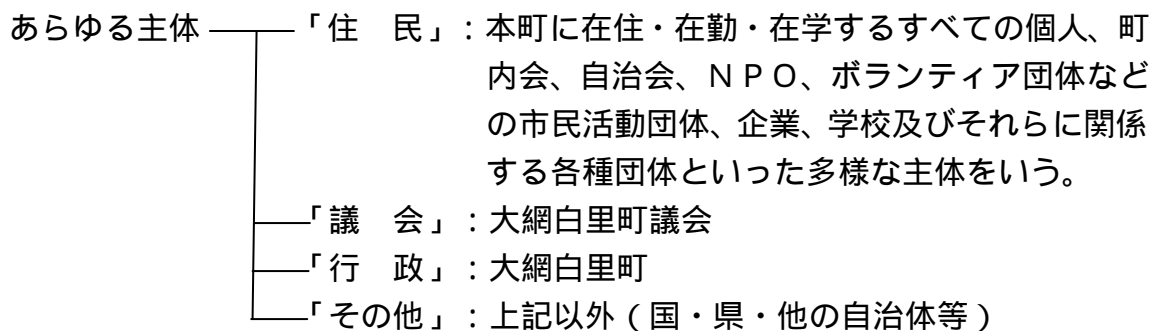 あらゆる主体 「住　民」：本町に在住・在勤・在学するすべての個人、町
内会、自治会、ＮＰＯ、ボランティア団体など
の市民活動団体、企業、学校及びそれらに関係
する各種団体といった多様な主体をいう。
「議　会」：大網白里町議会
「行　政」：大網白里町
「その他」：上記以外（国・県・他の自治体等）